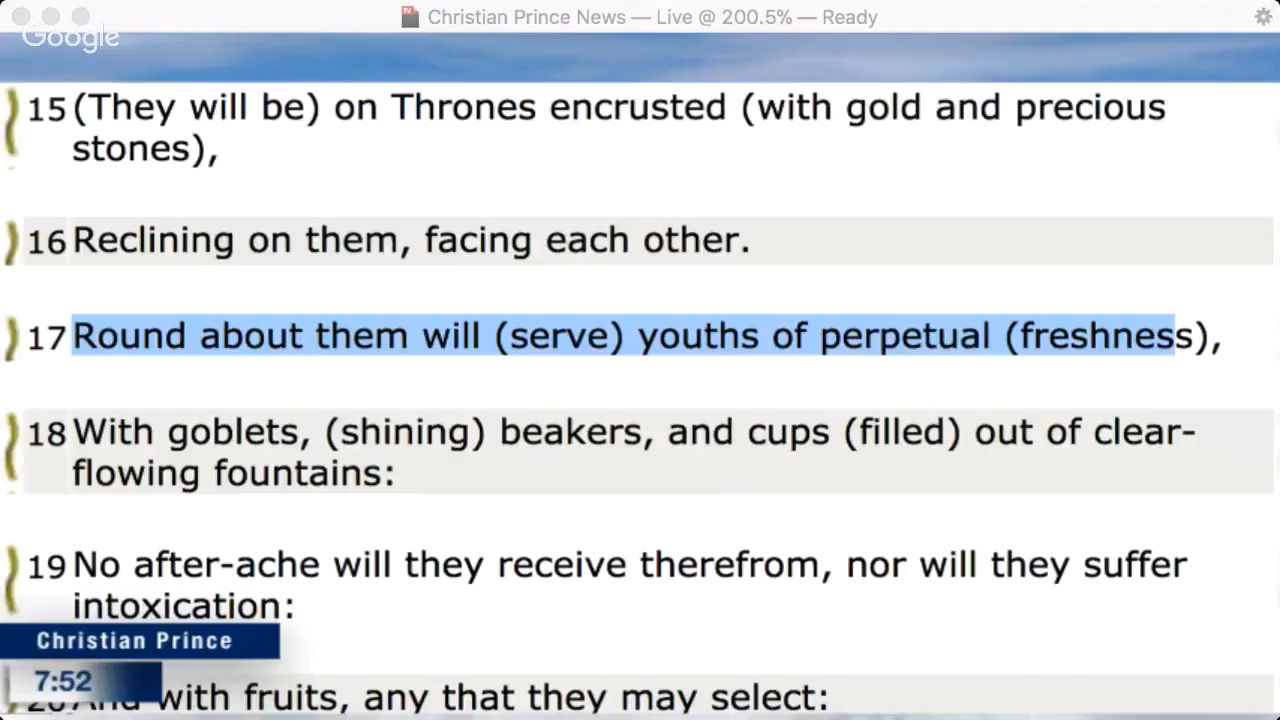 Christian Prince News — Live @ 200.5% — Ready
Google
15 (They will be) on Thrones encrusted (with gold and precious
stones),
16 Reclining on them, facing each other.
17 Round about them will (serve) youths of perpetual (freshness),
18 With goblets, (shining) beakers, and cups (filled) out of clear-
flowing fountains:
19 No after-ache will they receive therefrom, nor will they suffer
intoxication:
Christian Prince
7:52
20 And with fruits, any that they may select: